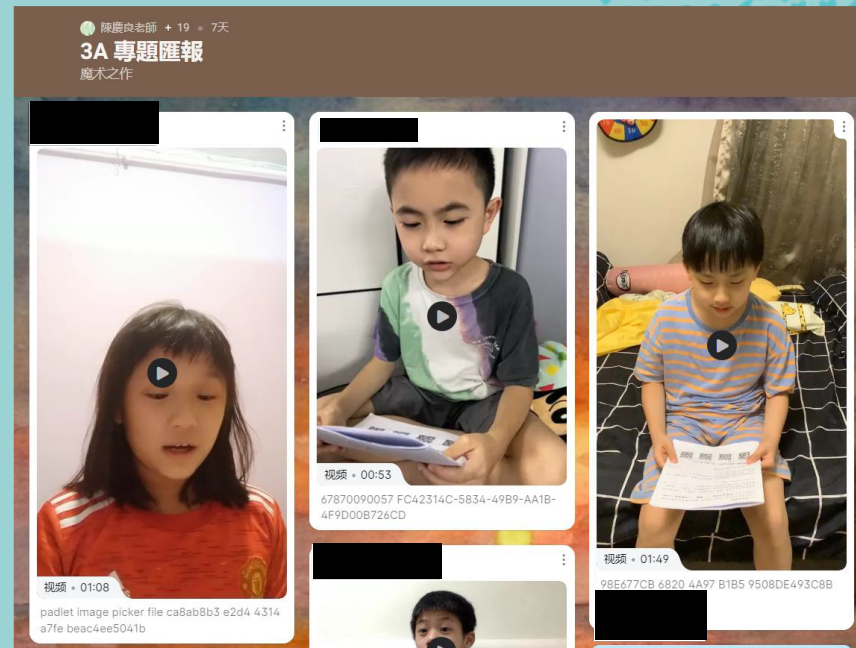 陳慶良老師 + 19 • 7天
3A 專題匯報
魔术之作
视频 • 01:08
padlet image picker file ca8ab8b3 e2d4 4314
a7fe beac4ee5041b
视频 • 00:53
67870090057 FC42314C-5834-49B9-AA1B-
4F9D00B726CD
视频 • 01:49
98E677CB 6820 4A97 B1B5 9508DE493C8B